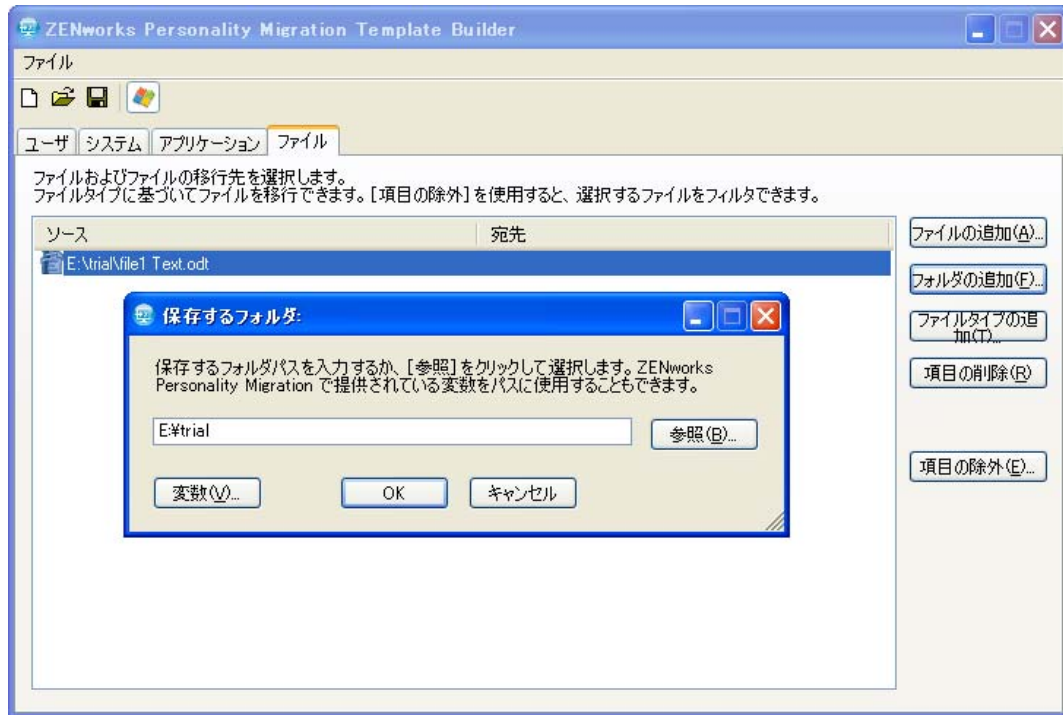 ZENworks Personality Migration Template Builder
ファイル
ユーザ システム アプリケーション ファイル
ファイルおよびファイルの移行先を選択します。
ファイルタイプに基づいてファイルを移行できます。[項目の除外]を使用すると、選択するファイルをフィルタできます。
ソース 宛先
E:\trial\file1 Text.odt
ファイルの追加(A)...
フォルダの追加(F)...
ファイルタイプの追
加(T)...
項目の削除(R)
項目の除外(E)...
保存するフォルダ:
保存するフォルダパスを入力するか、[参照]をクリックして選択します。ZENworks
Personality Migration で提供されている変数をパスに使用することもできます。
E:¥trial
参照(B)...
変数(V)... OK キャンセル